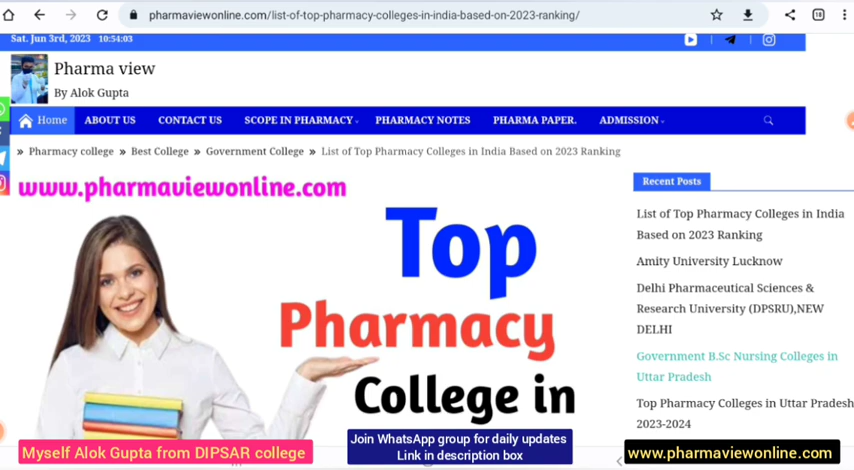 pharmaviewonline.com/list-of-top-pharmacy-colleges-in-india-based-on-2023-ranking/
18
Sat. Jun 3rd, 2023 10:54:03
Pharma view
By Alok Gupta
Home ABOUT US CONTACT US SCOPE IN PHARMACY PHARMACY NOTES PHARMA PAPER. ADMISSION
» Pharmacy college » Best College » Government College » List of Top Pharmacy Colleges in India Based on 2023 Ranking
www.pharmaviewonline.com
Top
Pharmacy
College in
Recent Posts
List of Top Pharmacy Colleges in India
Based on 2023 Ranking
Amity University Lucknow
Delhi Pharmaceutical Sciences &
Research University (DPSRU),NEW
DELHI
Government B.Sc Nursing Colleges in
Uttar Pradesh
Top Pharmacy Colleges in Uttar Pradesh
2023-2024
Myself Alok Gupta from DIPSAR college
Join WhatsApp group for daily updates
Link in description box
www.pharmaviewonline.com